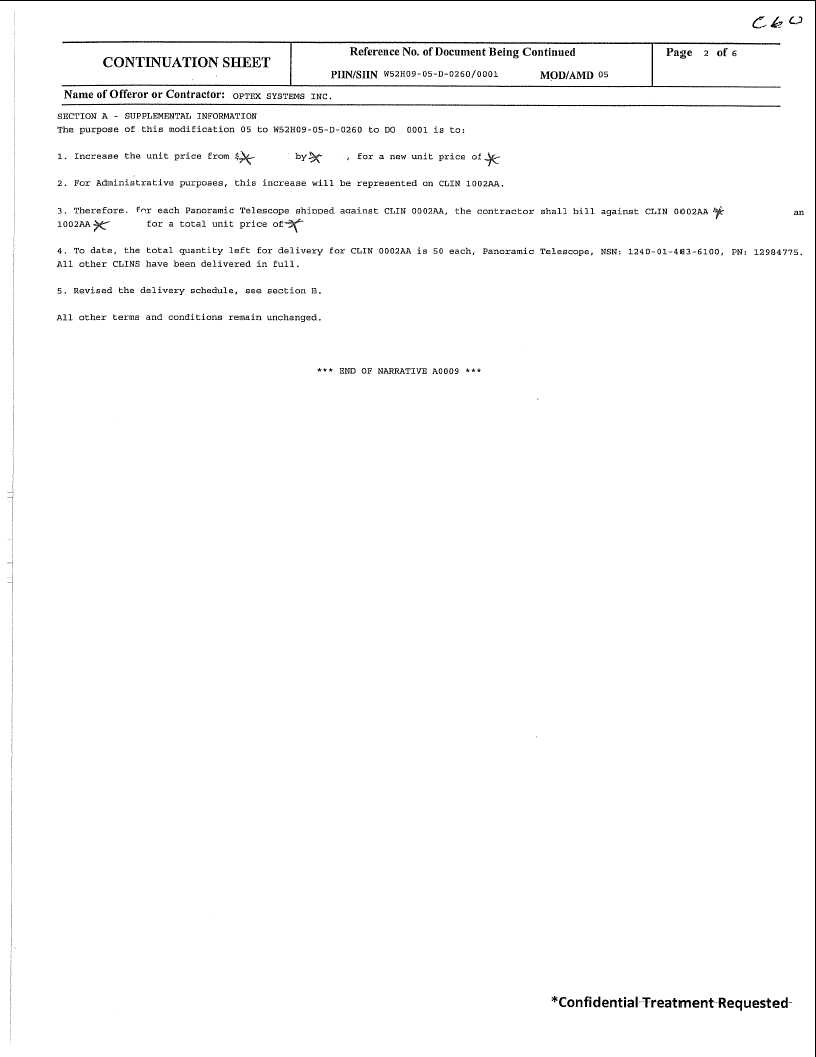 C60
CONTINUATION SHEET
Reference No. of Document Being Continued
Page 2 of 6
PIIN/SIIN W52H09-05-D-0260/0001 MOD/AMD 05
Name of Offeror or Contractor: OPTEX SYSTEMS INC.
SECTION A - SUPPLEMENTAL INFORMATION
The purpose of this modification 05 to W52H09-05-D-0260 to DO 0001 is to:
1. Increase the unit price from $* by $* , for a new unit price of *
2. For Administrative purposes, this increase will be represented on CLIN 1002AA.
3. Therefore, for each Panoramic Telescope shipped against CLIN 0002AA, the contractor shall bill against CLIN 0002AA * an
1002AA * for a total unit price of *
4. To date, the total quantity left for delivery for CLIN 0002AA is 50 each, Panoramic Telescope, NSN: 1240-01-483-6100, PN: 12984775.
All other CLINS have been delivered in full.
5. Revised the delivery schedule, see section B.
All other terms and conditions remain unchanged.
*** END OF NARRATIVE A0009 ***
*Confidential Treatment Requested